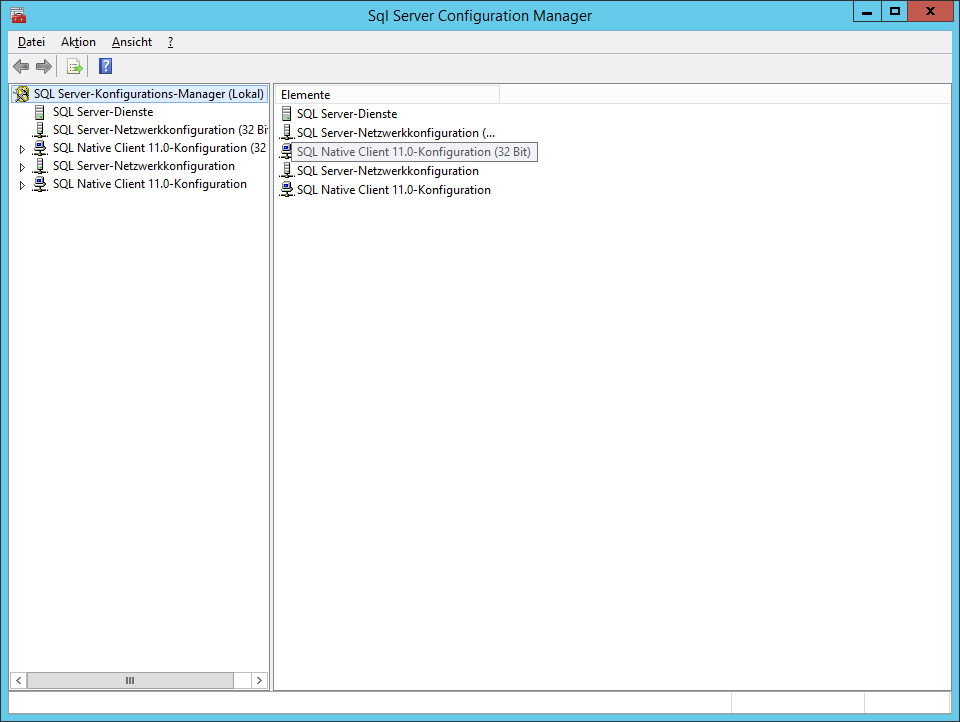 Sql Server Configuration Manager
Datei Aktion Ansicht ?
SQL Server-Konfigurations-Manager (Lokal)
SQL Server-Dienste
SQL Server-Netzwerkkonfiguration (32 Bi
SQL Native Client 11.0-Konfiguration (32
SQL Server-Netzwerkkonfiguration
SQL Native Client 11.0-Konfiguration
Elemente
SQL Server-Dienste
SQL Server-Netzwerkkonfiguration (...
SQL Native Client 11.0-Konfiguration (32 Bit)
SQL Server-Netzwerkkonfiguration
SQL Native Client 11.0-Konfiguration